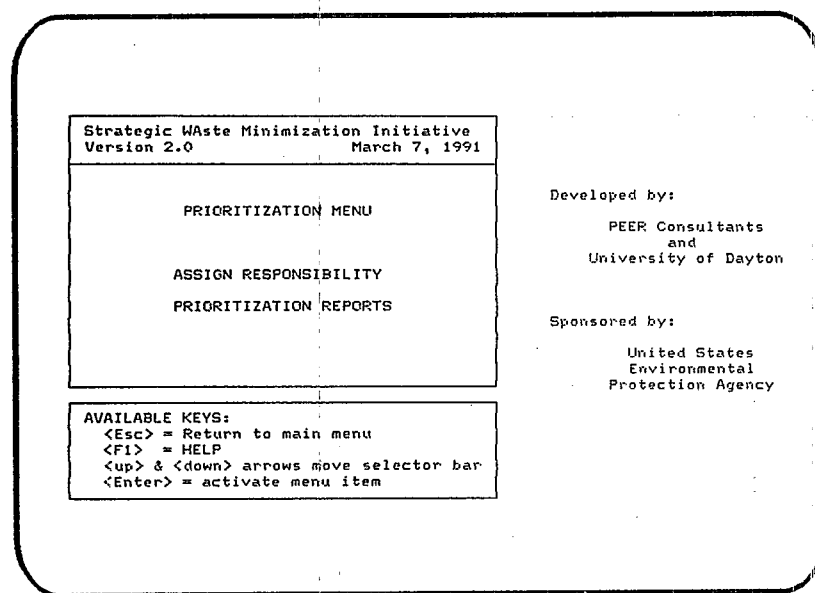 Strategic WAste Minimization Initiative
Version 2.0 March 7, 1991
PRIORITIZATION MENU
ASSIGN RESPONSIBILITY
PRIORITIZATION REPORTS
AVAILABLE KEYS:
<Esc> = Return to main menu
<F1> = HELP
<up> & <down> arrows move selector bar
<Enter> = activate menu item
Developed by:
PEER Consultants
and
University of Dayton
Sponsored by:
United States
Environmental
Protection Agency